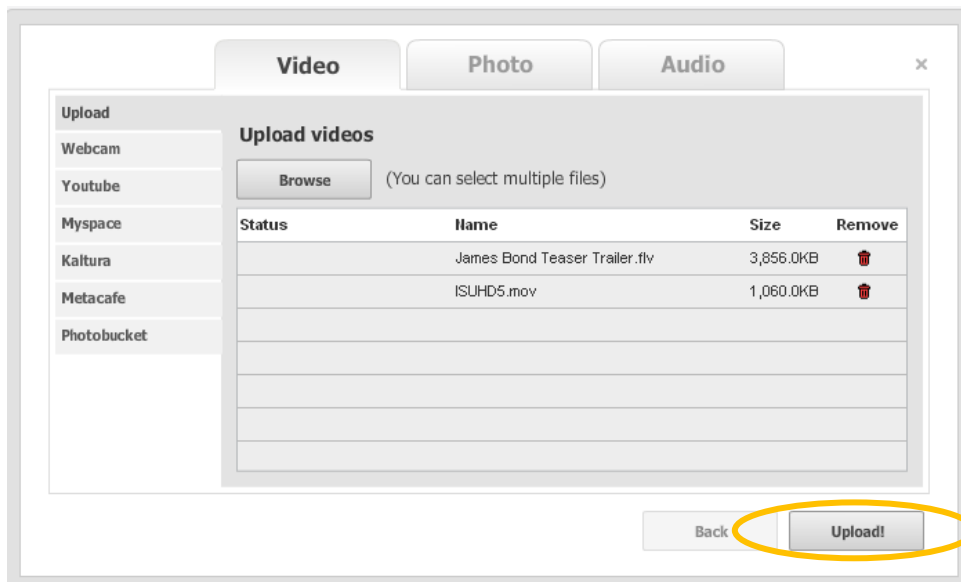 Video Photo Audio ×
Upload
Webcam
Youtube
Myspace
Kaltura
Metacafe
Photobucket
Upload videos
Browse (You can select multiple files)
Status Name Size Remove
James Bond Teaser Trailer.flv 3,856.0KB
ISUHD5.mov 1,060.0KB
Back Upload!